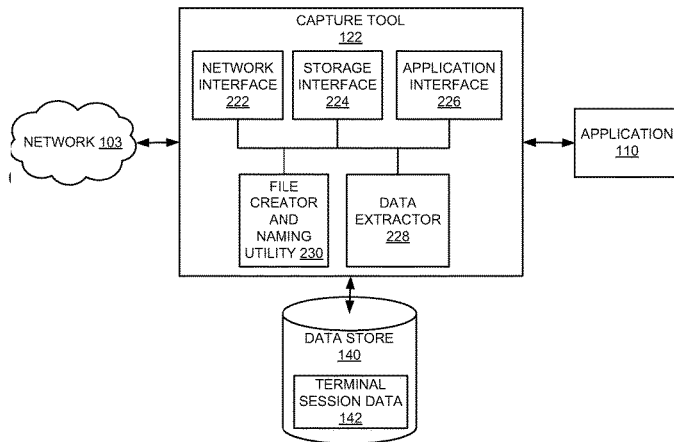 CAPTURE TOOL
122
NETWORK
INTERFACE
222
STORAGE
INTERFACE
224
APPLICATION
INTERFACE
226
NETWORK 103
APPLICATION
110
FILE
CREATOR
AND
NAMING
UTILITY 230
DATA
EXTRACTOR
228
DATA STORE
140
TERMINAL
SESSION DATA
142